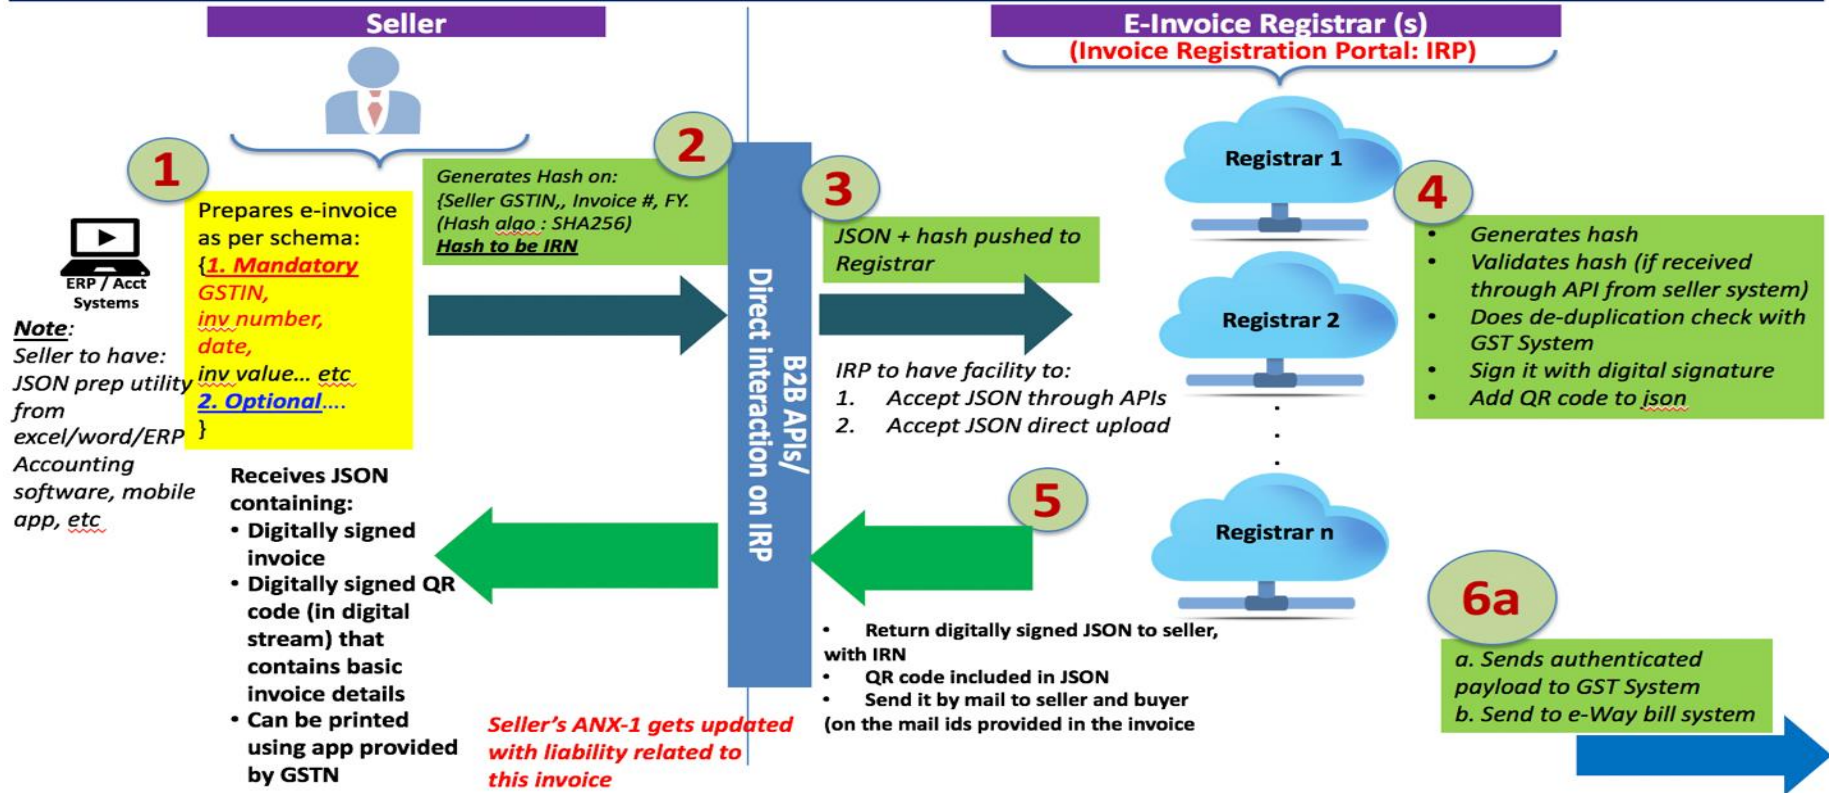 Seller
E-Invoice Registrar (s)
(Invoice Registration Portal: IRP)
1
ERP / Acct
Systems
Note:
Seller to have:
JSON prep utility
from
excel/word/ERP
Accounting
software, mobile
app, etc
Prepares e-invoice
as per schema:
{1. Mandatory
GSTIN,
inv number,
date,
inv value... etc
2. Optional....
}
2
Generates Hash on:
{Seller GSTIN,, Invoice #, FY.
(Hash algo : SHA256)
Hash to be IRN
B2B APIs/
Direct interaction on IRP
3
JSON + hash pushed to
Registrar
IRP to have facility to:
1. Accept JSON through APIs
2. Accept JSON direct upload
Registrar 1
Registrar 2
Registrar n
4
• Generates hash
• Validates hash (if received
through API from seller system)
• Does de-duplication check with
GST System
• Sign it with digital signature
• Add QR code to json
5
• Return digitally signed JSON to seller,
with IRN
• QR code included in JSON
• Send it by mail to seller and buyer
(on the mail ids provided in the invoice
Receives JSON
containing:
• Digitally signed
invoice
• Digitally signed QR
code (in digital
stream) that
contains basic
invoice details
• Can be printed
using app provided
by GSTN
Seller's ANX-1 gets updated
with liability related to
this invoice
6a
a. Sends authenticated
payload to GST System
b. Send to e-Way bill system